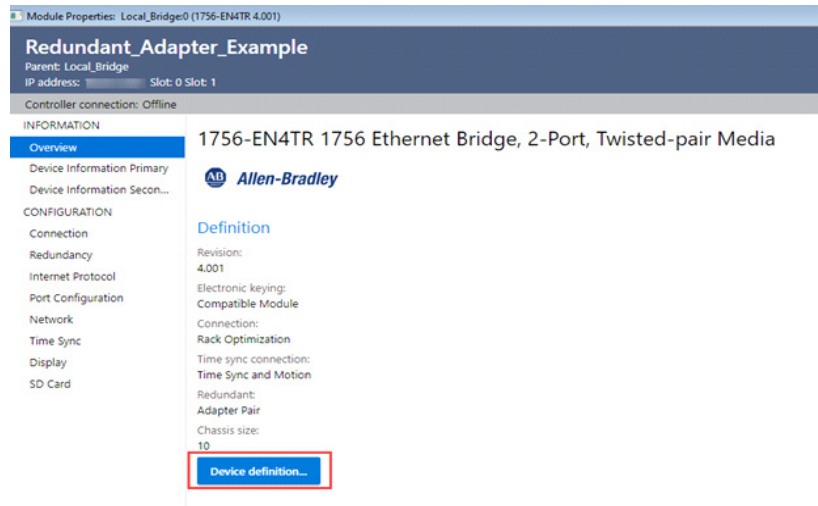 Module Properties: Local_Bridge:0 (1756-EN4TR 4.001)
Redundant_Adapter_Example
Parent: Local_Bridge
IP address: Slot: 0 Slot: 1
Controller connection: Offline
INFORMATION
Overview
Device Information Primary
Device Information Secon...
CONFIGURATION
Connection
Redundancy
Internet Protocol
Port Configuration
Network
Time Sync
Display
SD Card
1756-EN4TR 1756 Ethernet Bridge, 2-Port, Twisted-pair Media
AB Allen-Bradley
Definition
Revision:
4.001
Electronic keying:
Compatible Module
Connection:
Rack Optimization
Time sync connection:
Time Sync and Motion
Redundant:
Adapter Pair
Chassis size:
10
Device definition...